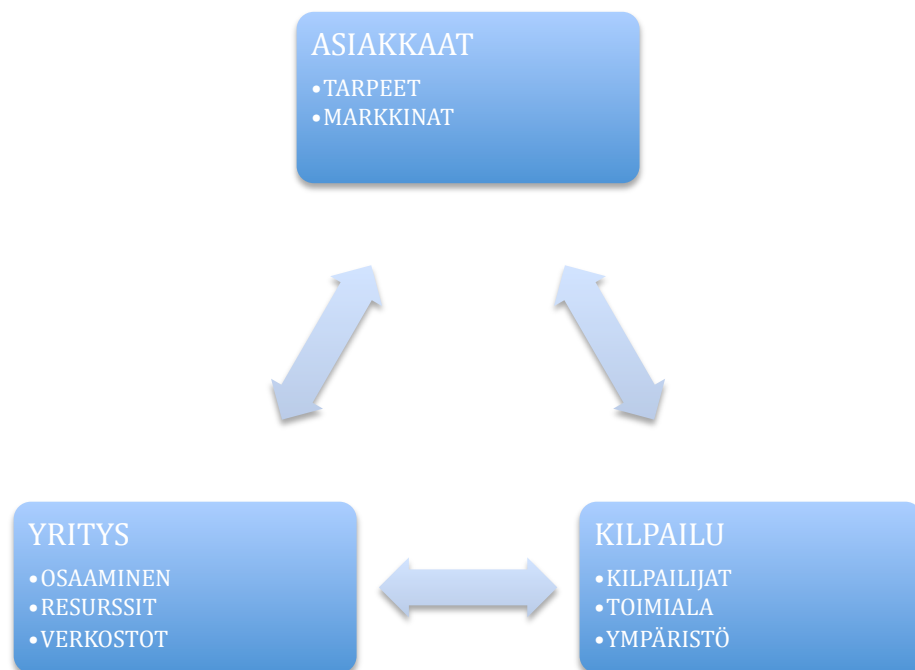 ASIAKKAAT
•TARPEET
•MARKKINAT
YRITYS
•OSAAMINEN
•RESURSSIT
•VERKOSTOT
KILPAILU
•KILPAILIJAT
•TOIMIALA
•YMPÄRISTÖ